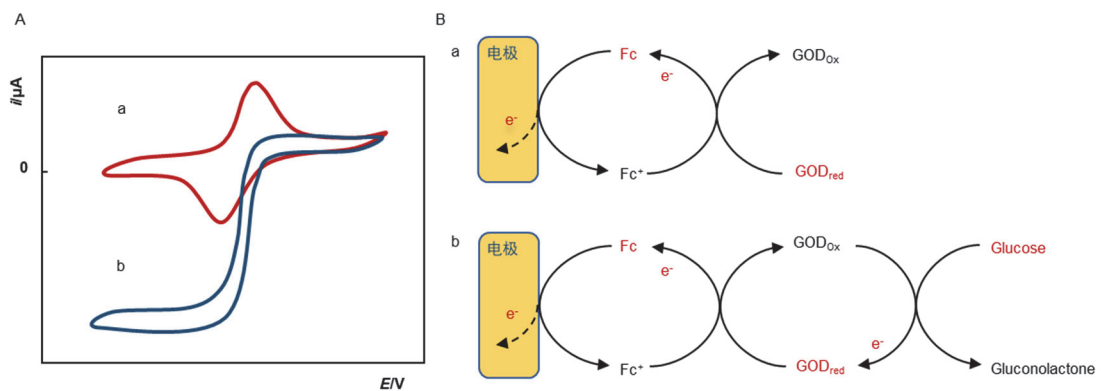 A
i/μA
a
0
b
E/V
B
a
电极
Fc
GODOx
e-
e-
Fc+
GODred
b
电极
Fc
GODOx
Glucose
e-
e-
e-
Fc+
GODred
Gluconolactone